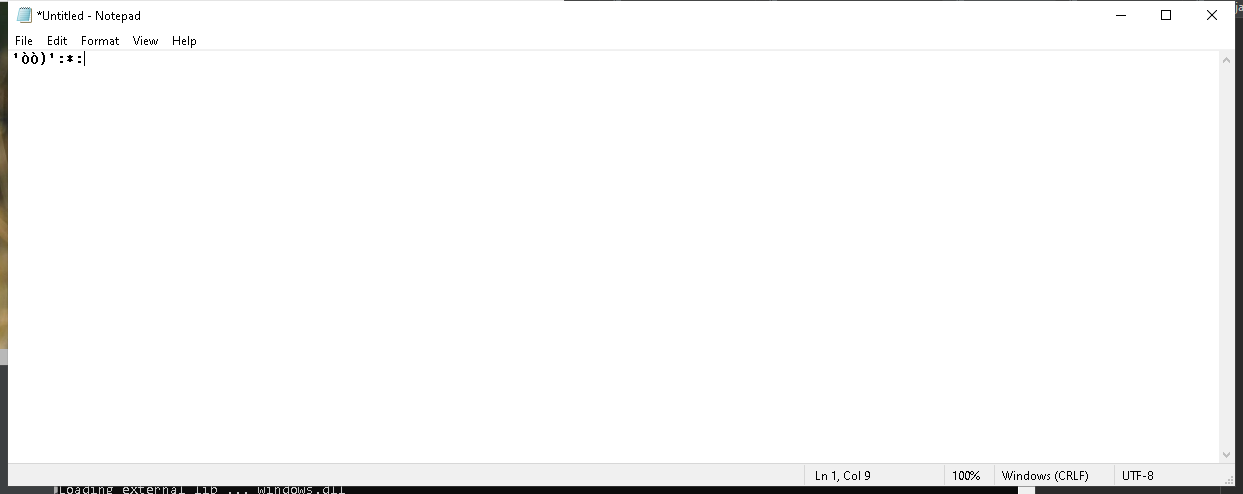 *Untitled - Notepad
File Edit Format View Help
'òò)':*:
Ln 1, Col 9 100% Windows (CRLF) UTF-8
Loading external lib ... windows.dll